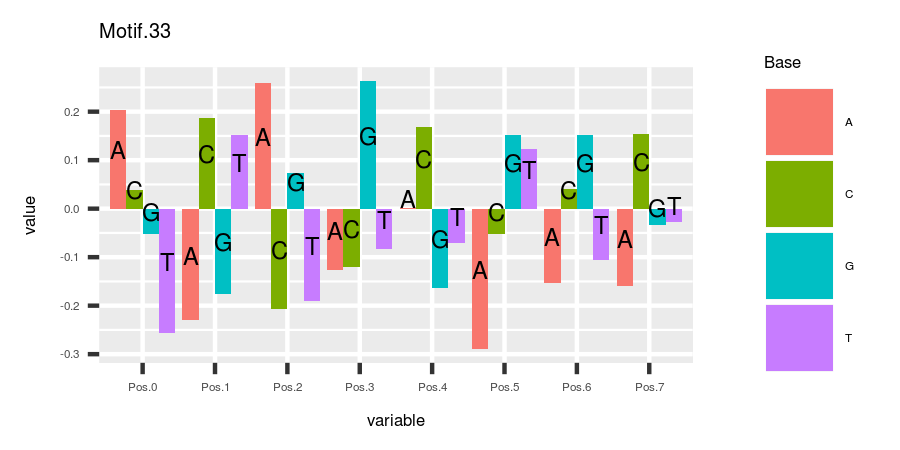 Motif.33
Base
A
C
G
T
value
0.2
0.1
0.0
-0.1
-0.2
-0.3
A C G T A C G T A C G T A C G T A C G T A C G T A C G T A C G T
Pos.0 Pos.1 Pos.2 Pos.3 Pos.4 Pos.5 Pos.6 Pos.7
variable